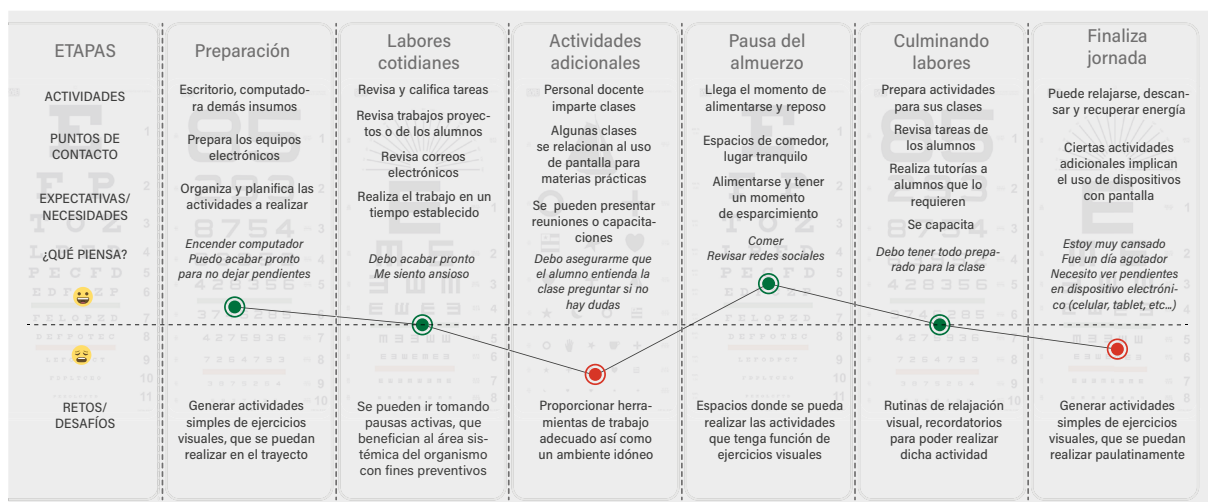 ETAPAS
ACTIVIDADES
PUNTOS DE
CONTACTO
EXPECTATIVAS/
NECESIDADES
¿QUÉ PIENSA?
RETOS/
DESAFÍOS
Preparación
Escritorio, computado-
ra demás insumos
Prepara los equipos
electrónicos
Organiza y planifica las
actividades a realizar
Encender computador
Puedo acabar pronto
para no dejar pendientes
Generar actividades
simples de ejercicios
visuales, que se puedan
realizar en el trayecto
Labores
cotidianes
Revisa y califica tareas
Revisa trabajos proyec-
tos o de los alumnos
Revisa correos
electrónicos
Realiza el trabajo en un
tiempo establecido
Debo acabar pronto
Me siento ansioso
Se pueden ir tomando
pausas activas, que
benefician al área sis-
témica del organismo
con fines preventivos
Actividades
adicionales
Personal docente
imparte clases
Algunas clases
se relacionan al uso
de pantalla para
materias prácticas
Se pueden presentar
reuniones o capacita-
ciones
Debo asegurarme que
el alumno entienda la
clase preguntar si no
hay dudas
Proporcionar herra-
mientas de trabajo
adecuado así como
un ambiente idóneo
Pausa del
almuerzo
Llega el momento de
alimentarse y reposo
Espacios de comedor,
lugar tranquilo
Alimentarse y tener
un momento
de esparcimiento
Comer
Revisar redes sociales
Espacios donde se pueda
realizar las actividades
que tenga función de
ejercicios visuales
Culminando
labores
Prepara actividades
para sus clases
Revisa tareas de
los alumnos
Realiza tutorías a
alumnos que lo
requieren
Se capacita
Debo tener todo prepa-
rado para la clase
Rutinas de relajación
visual, recordatorios
para poder realizar
dicha actividad
Finaliza
jornada
Puede relajarse, descan-
sar y recuperar energía
Ciertas actividades
adicionales implican
el uso de dispositivos
con pantalla
Estoy muy cansado
Fue un día agotador
Necesito ver pendientes
en dispositivo electróni-
co (celular, tablet, etc...)
Generar actividades
simples de ejercicios
visuales, que se puedan
realizar paulatinamente